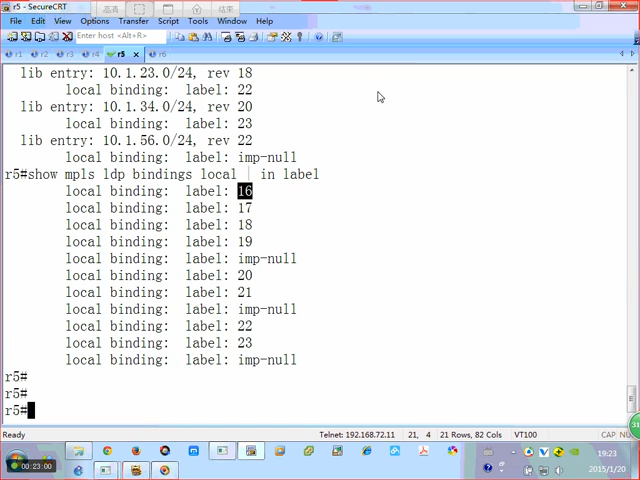 r5 - SecureCRT
File Edit View Options Transfer Script Tools Window Help
Enter host <Alt+R>
r1 r2 r3 r4 r5 r6
lib entry: 10.1.23.0/24, rev 18
local binding: label: 22
lib entry: 10.1.34.0/24, rev 20
local binding: label: 23
lib entry: 10.1.56.0/24, rev 22
local binding: label: imp-null
r5#show mpls ldp bindings local | in label
local binding: label: 16
local binding: label: 17
local binding: label: 18
local binding: label: 19
local binding: label: imp-null
local binding: label: 20
local binding: label: 21
local binding: label: imp-null
local binding: label: 22
local binding: label: 23
local binding: label: imp-null
r5#
r5#
r5#
31
Ready Telnet: 192.168.72.11 21, 4 21 Rows, 82 Cols VT100 CAP NU
19:23
00:23:00
2015/1/20